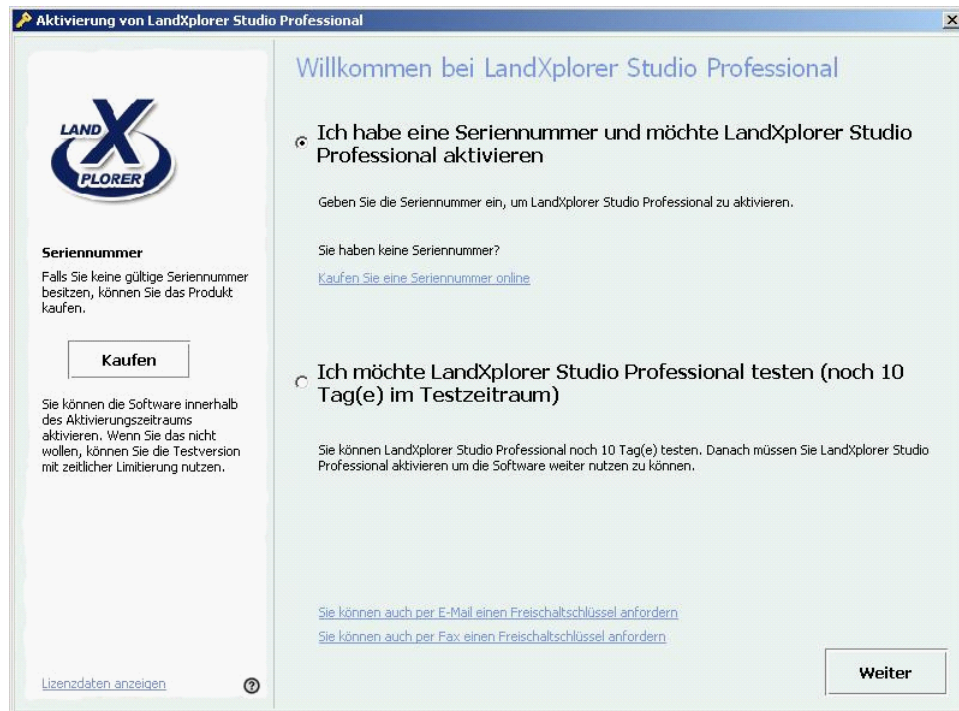 Aktivierung von LandXplorer Studio Professional
LAND
X
PLORER
Seriennummer
Falls Sie keine gültige Seriennummer
besitzen, können Sie das Produkt
kaufen.
Kaufen
Sie können die Software innerhalb
des Aktivierungszeitraums
aktivieren. Wenn Sie das nicht
wollen, können Sie die Testversion
mit zeitlicher Limitierung nutzen.
Lizenzdaten anzeigen
?
Willkommen bei LandXplorer Studio Professional
Ich habe eine Seriennummer und möchte LandXplorer Studio
Professional aktivieren
Geben Sie die Seriennummer ein, um LandXplorer Studio Professional zu aktivieren.
Sie haben keine Seriennummer?
Kaufen Sie eine Seriennummer online
Ich möchte LandXplorer Studio Professional testen (noch 10
Tag(e) im Testzeitraum)
Sie können LandXplorer Studio Professional noch 10 Tag(e) testen. Danach müssen Sie LandXplorer Studio
Professional aktivieren um die Software weiter nutzen zu können.
Sie können auch per E-Mail einen Freischaltschlüssel anfordern
Sie können auch per Fax einen Freischaltschlüssel anfordern
Weiter